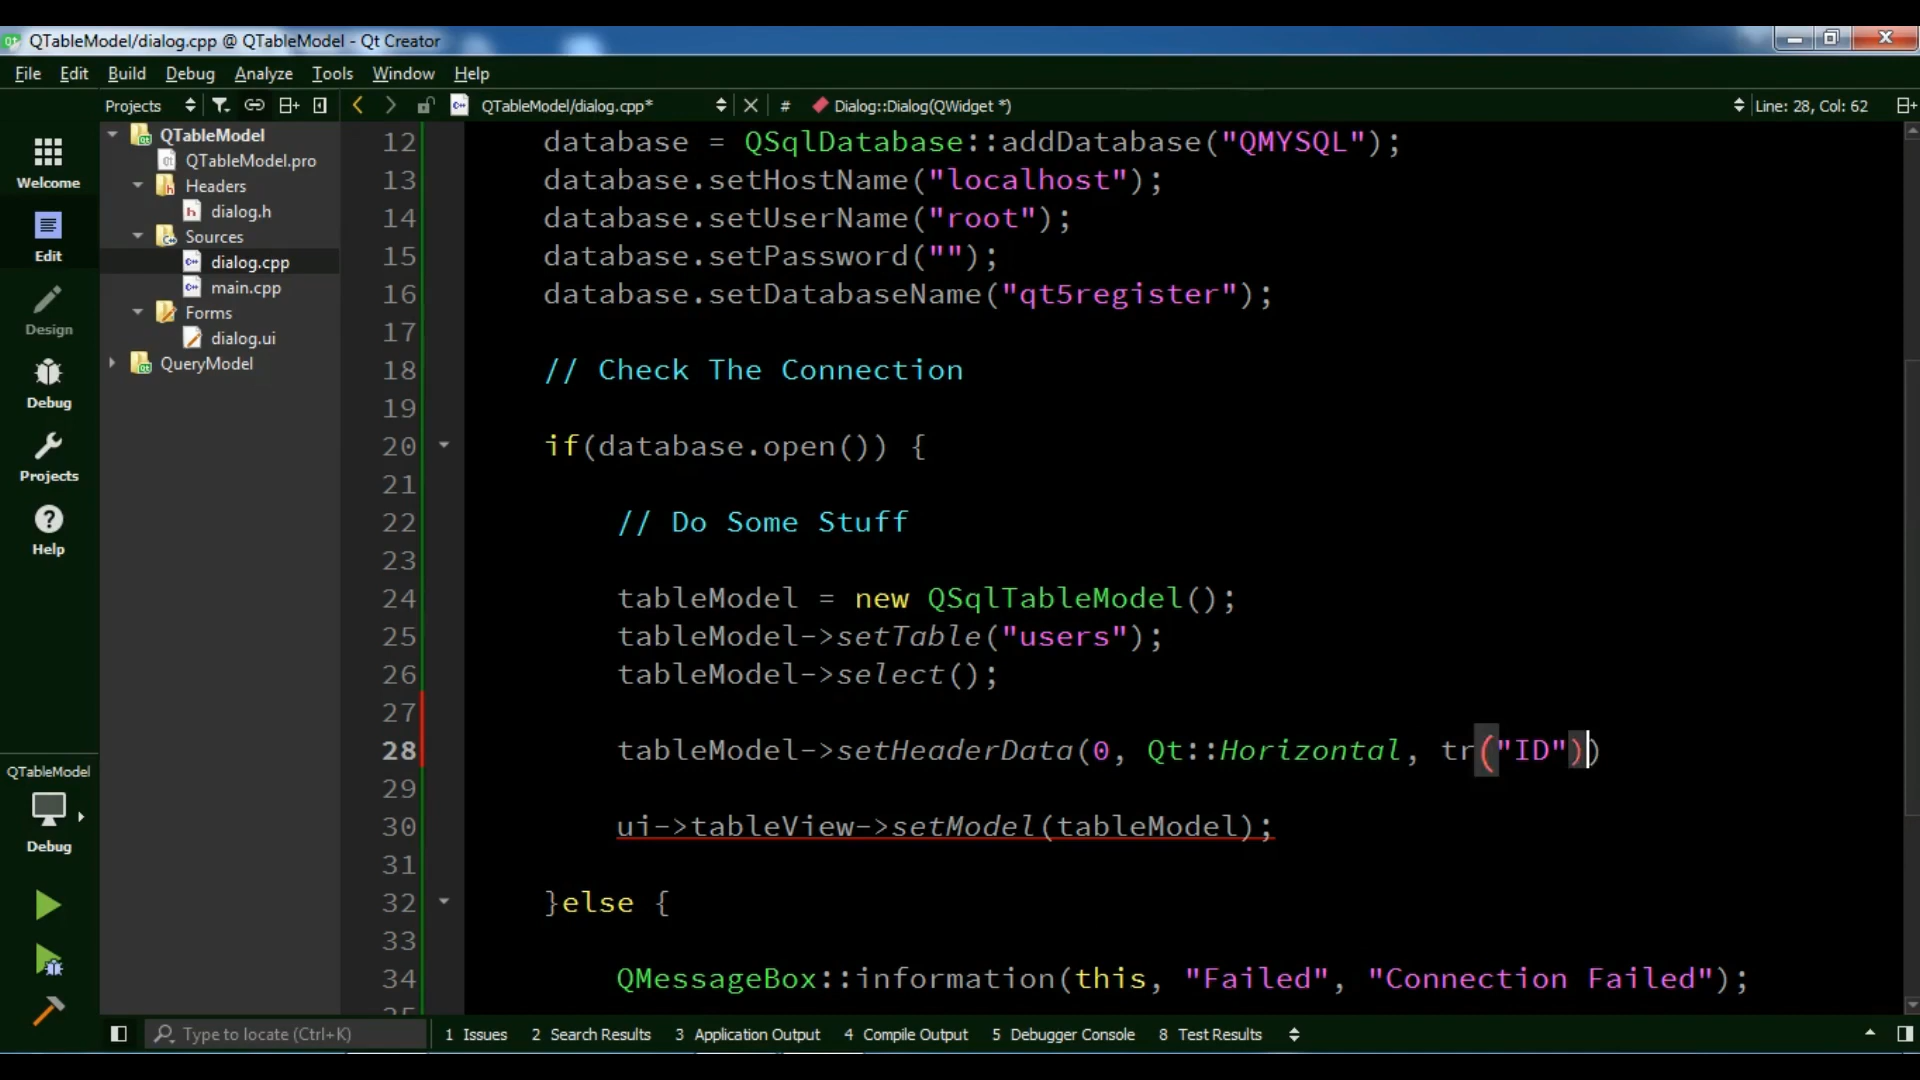 QTableModel/dialog.cpp @ QTableModel - Qt Creator
File Edit Build Debug Analyze Tools Window Help
Projects QTableModel/dialog.cpp* # Dialog::Dialog(QWidget *) Line: 28, Col: 62
Welcome
Edit
Design
Debug
Projects
Help
QTableModel
Debug
QTableModel
QTableModel.pro
Headers
dialog.h
Sources
dialog.cpp
main.cpp
Forms
dialog.ui
QueryModel
12 database = QSqlDatabase::addDatabase("QMYSQL");
13 database.setHostName("localhost");
14 database.setUserName("root");
15 database.setPassword("");
16 database.setDatabaseName("qt5register");
17
18 // Check The Connection
19
20 if(database.open()) {
21
22 // Do Some Stuff
23
24 tableModel = new QSqlTableModel();
25 tableModel->setTable("users");
26 tableModel->select();
27
28 tableModel->setHeaderData(0, Qt::Horizontal, tr("ID"))
29
30 ui->tableView->setModel(tableModel);
31
32 }else {
33
34 QMessageBox::information(this, "Failed", "Connection Failed");
35
Type to locate (Ctrl+K) 1 Issues 2 Search Results 3 Application Output 4 Compile Output 5 Debugger Console 8 Test Results